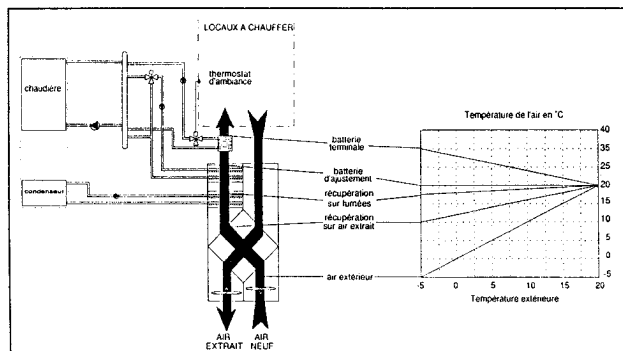 LOCAUX A CHAUFFER
chaudière
thermostat
d'ambiance
condenseur
batterie
terminale
batterie
d'ajustement
récupération
sur fumées
récupération
sur air extrait
air extérieur
AIR
EXTRAIT
AIR
NEUF
Température de l'air en °C
40
35
30
25
20
15
10
5
0
-5
-5
0
5
10
15
20
Température extérieure